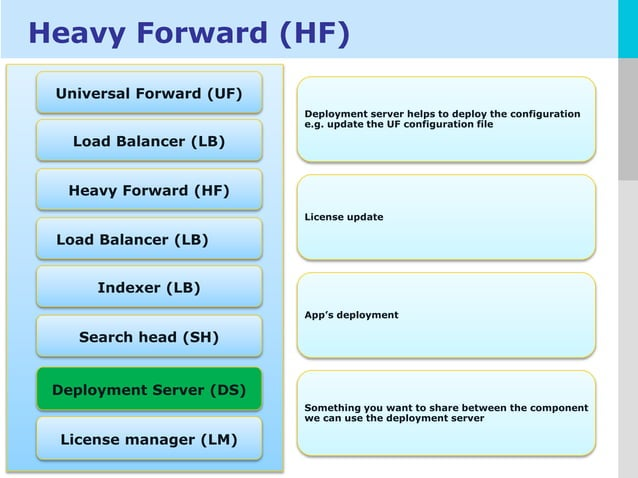 Heavy Forward (HF)
Universal Forward (UF)
Load Balancer (LB)
Heavy Forward (HF)
Load Balancer (LB)
Indexer (LB)
Search head (SH)
Deployment Server (DS)
License manager (LM)
Deployment server helps to deploy the configuration
e.g. update the UF configuration file
License update
App’s deployment
Something you want to share between the component
we can use the deployment server